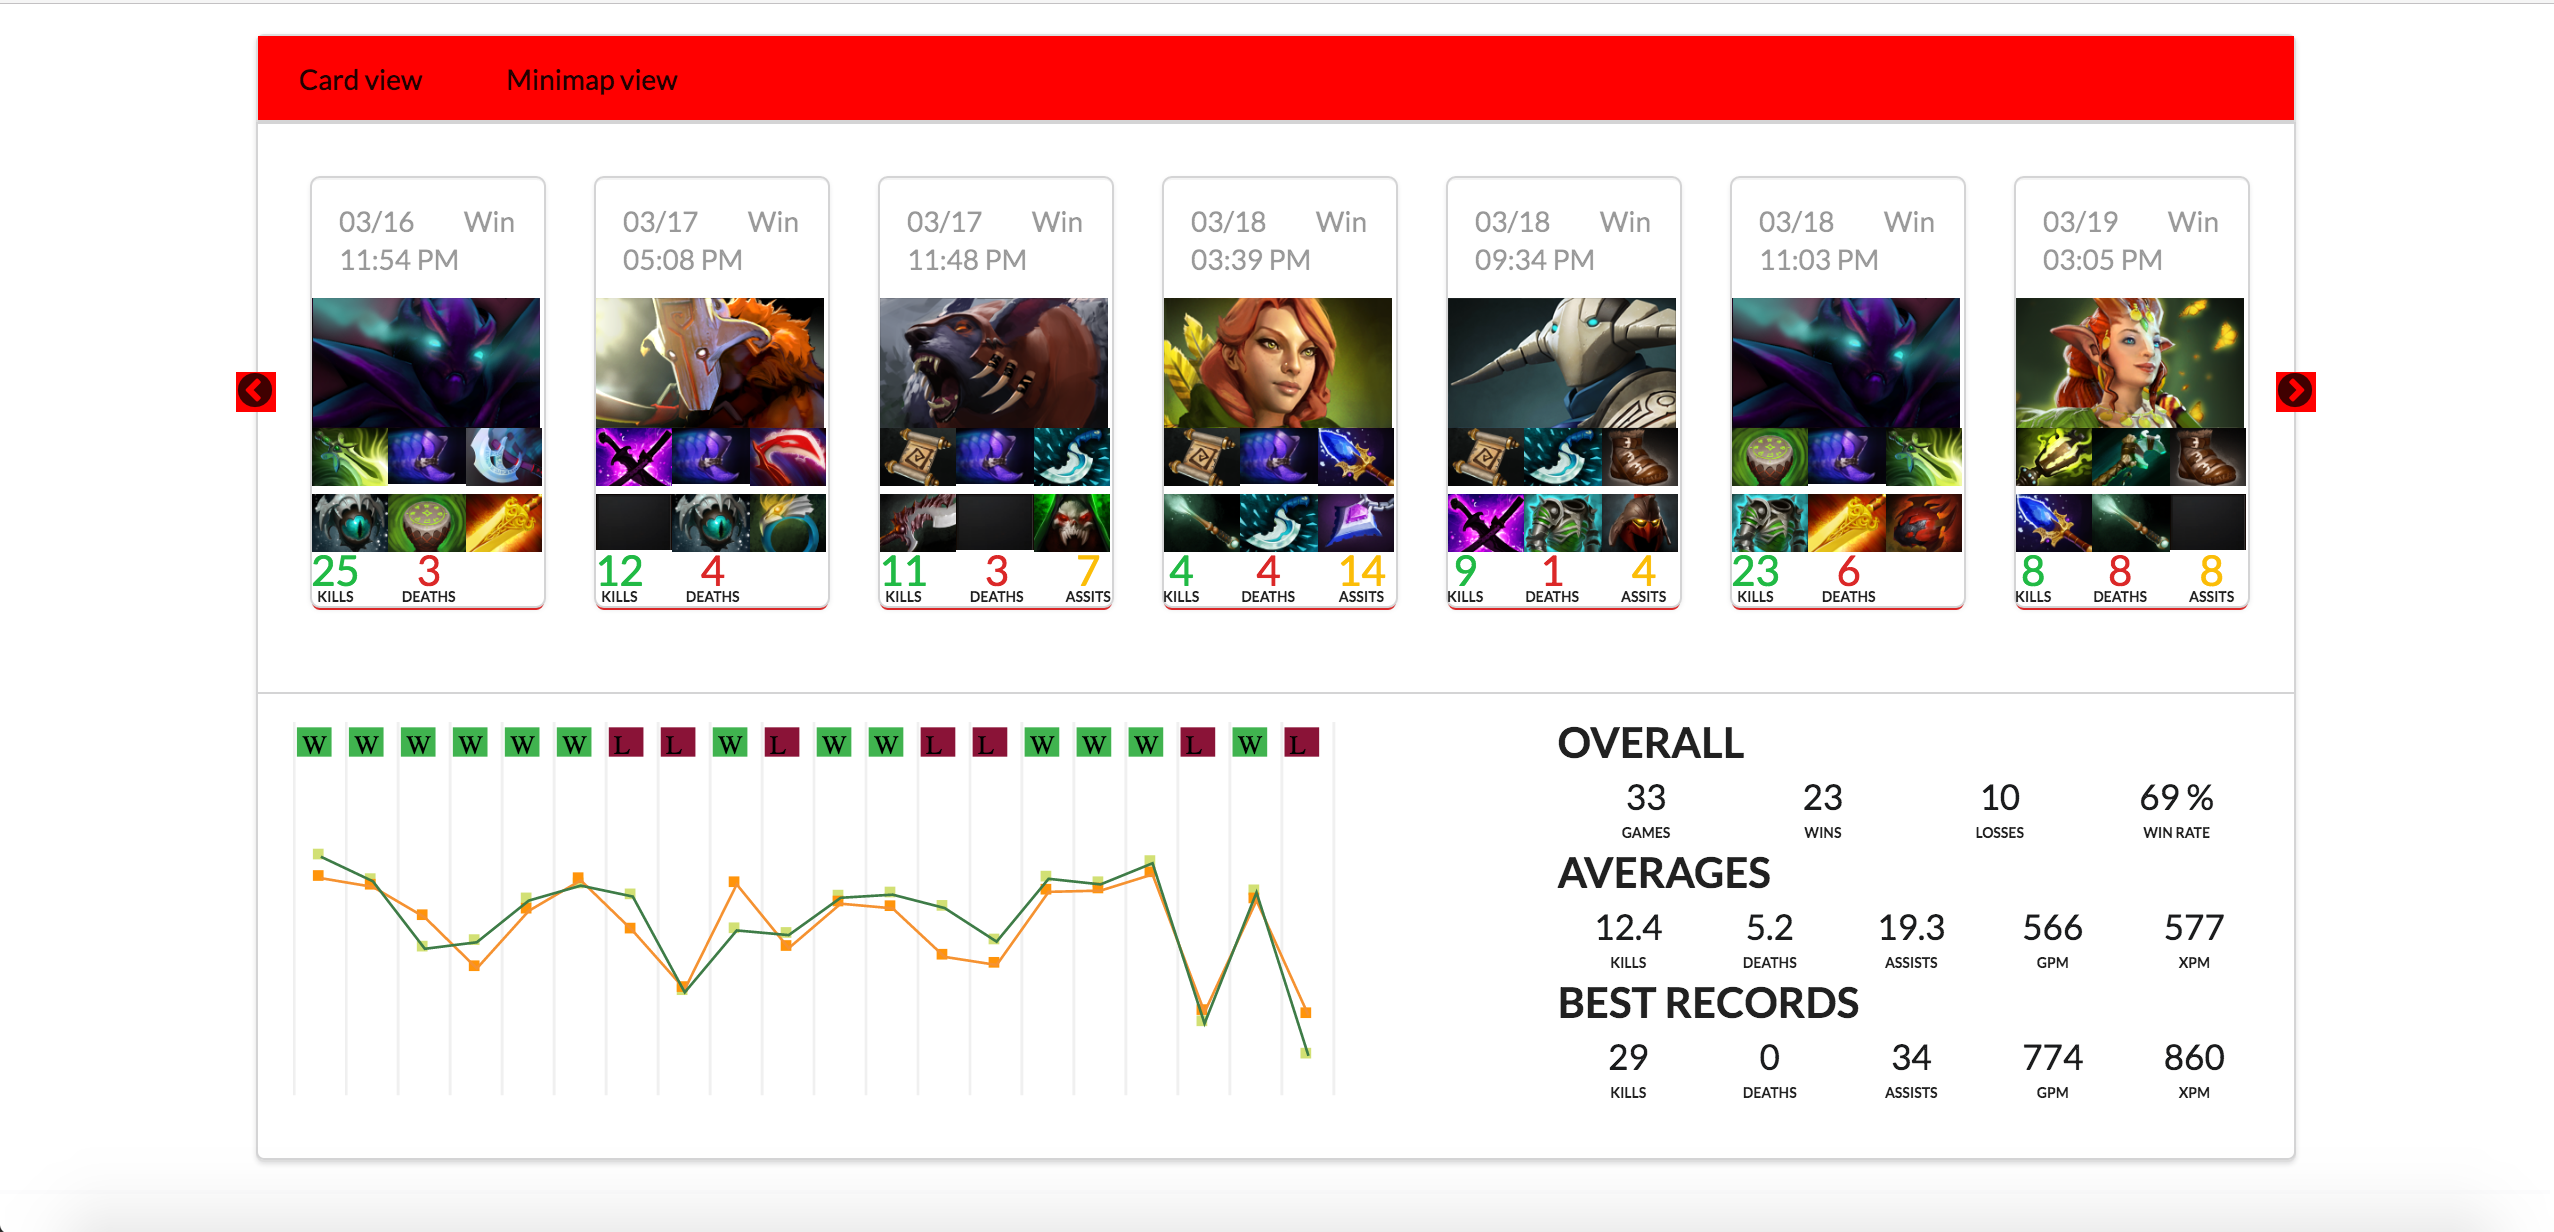 Card view Minimap view
03/16 Win 03/17 Win 03/17 Win 03/18 Win 03/18 Win 03/18 Win 03/19 Win
11:54 PM 05:08 PM 11:48 PM 03:39 PM 09:34 PM 11:03 PM 03:05 PM
25 3 12 4 11 3 7 4 4 14 9 1 4 23 6 8 8 8
KILLS DEATHS KILLS DEATHS KILLS DEATHS ASSITS KILLS DEATHS ASSITS KILLS DEATHS ASSITS KILLS DEATHS KILLS DEATHS ASSITS
W W W W W W L L W L W W L L W W W L W L
OVERALL
33 23 10 69 %
GAMES WINS LOSSES WIN RATE
AVERAGES
12.4 5.2 19.3 566 577
KILLS DEATHS ASSISTS GPM XPM
BEST RECORDS
29 0 34 774 860
KILLS DEATHS ASSISTS GPM XPM